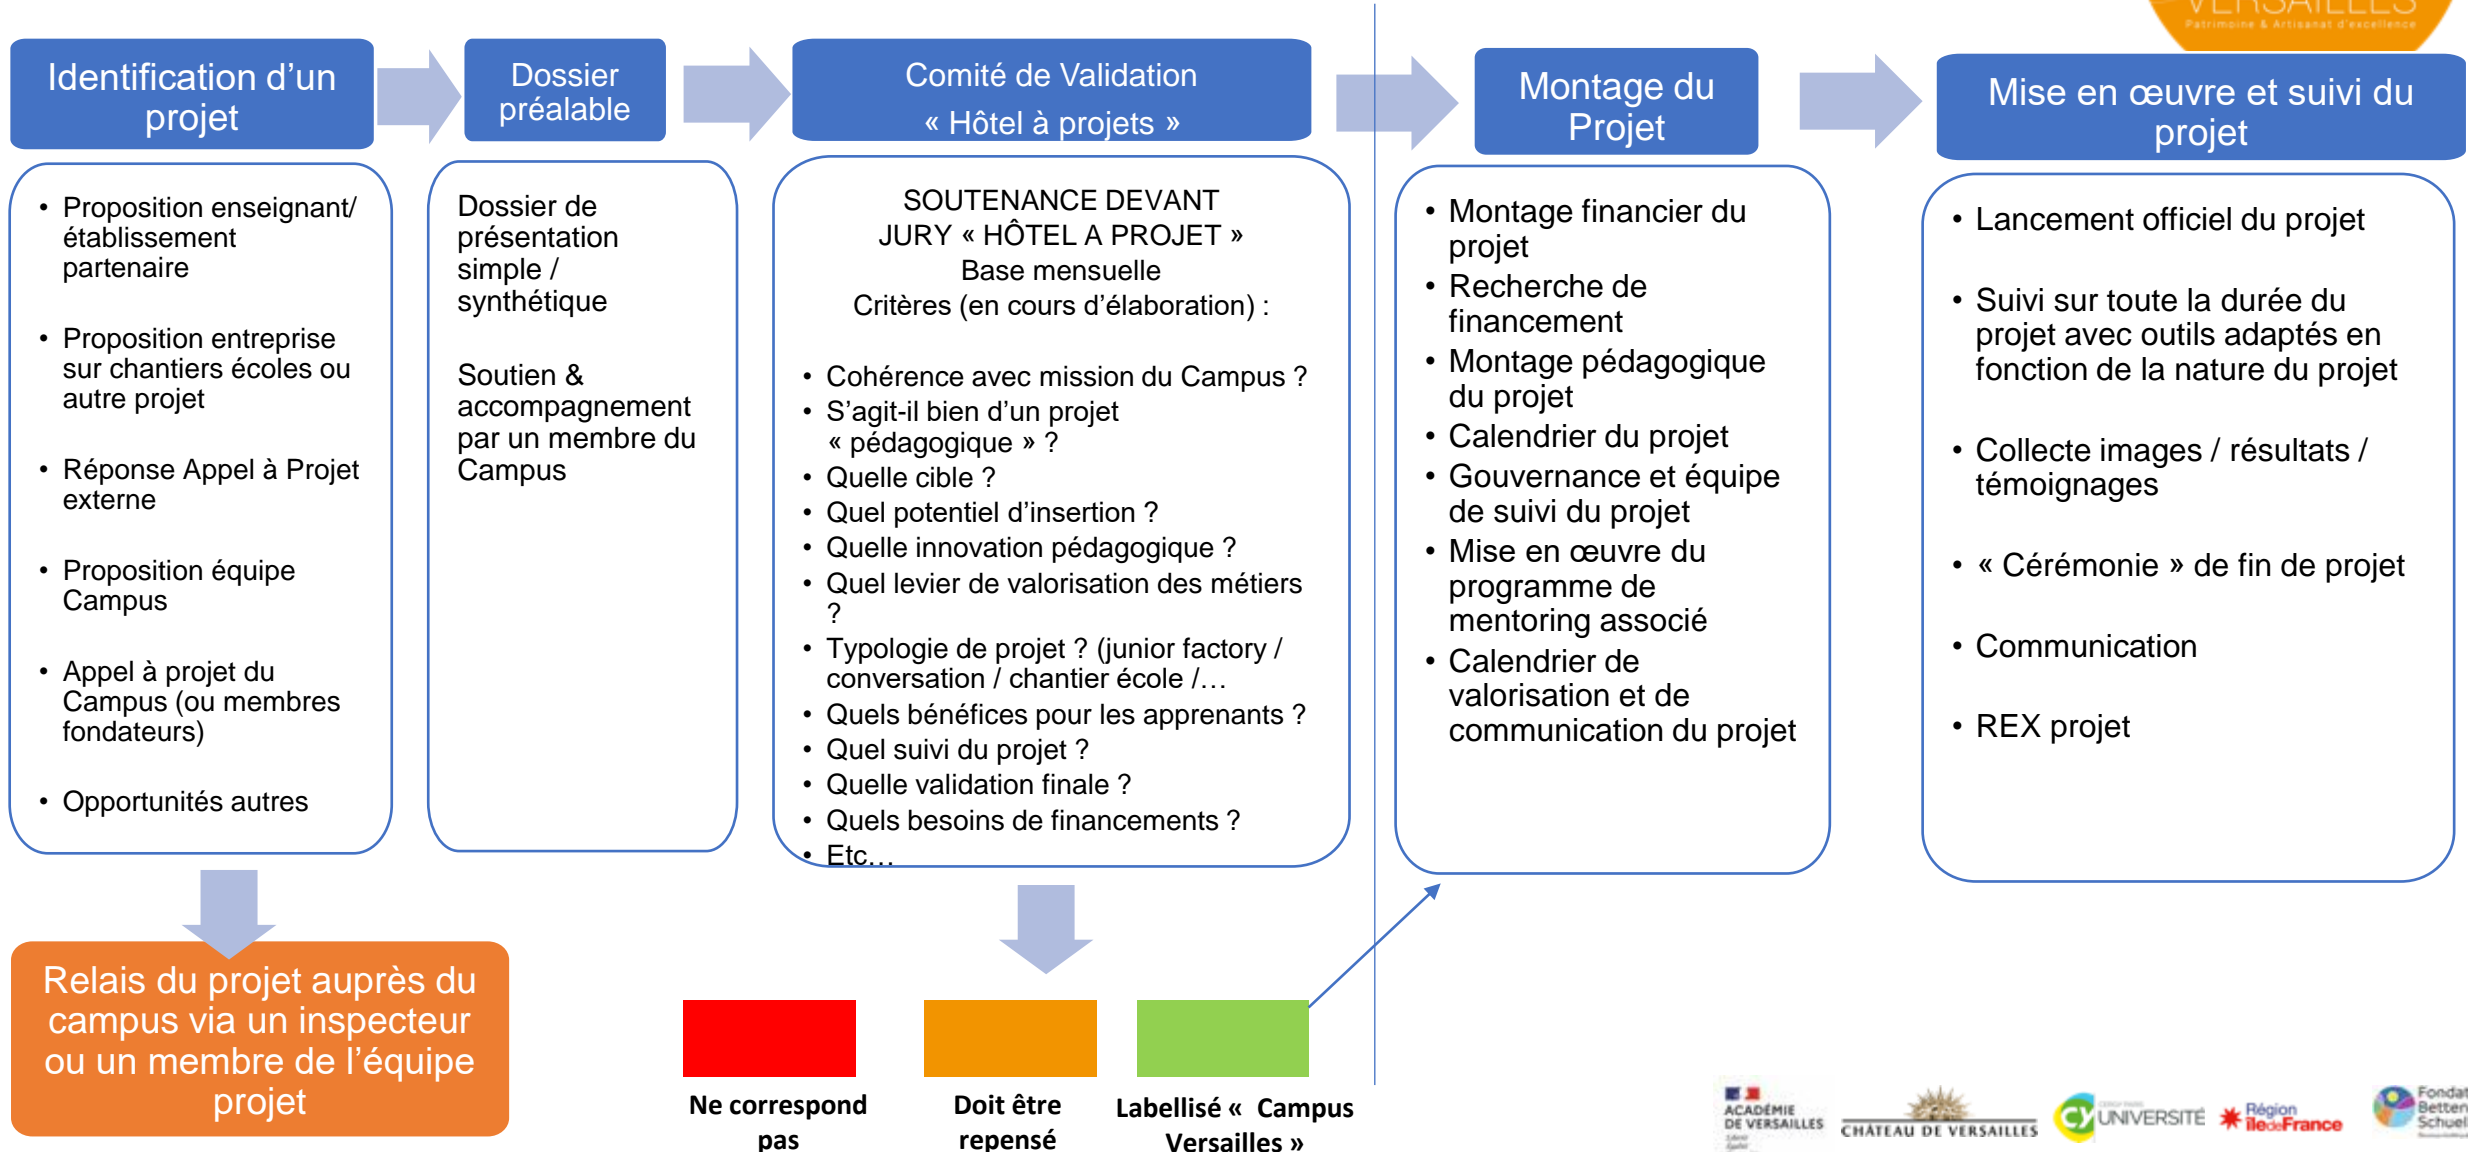 VERSAILLES
Patrimoine & Artisanat d'excellence
Identification d’un
projet
Dossier
préalable
Comité de Validation
« Hôtel à projets »
Montage du
Projet
Mise en œuvre et suivi du
projet
• Proposition enseignant/
établissement
partenaire
• Proposition entreprise
sur chantiers écoles ou
autre projet
• Réponse Appel à Projet
externe
• Proposition équipe
Campus
• Appel à projet du
Campus (ou membres
fondateurs)
• Opportunités autres
Dossier de
présentation
simple /
synthétique
Soutien &
accompagnement
par un membre du
Campus
SOUTENANCE DEVANT
JURY « HÔTEL A PROJET »
Base mensuelle
Critères (en cours d’élaboration) :
• Cohérence avec mission du Campus ?
• S’agit-il bien d’un projet
« pédagogique » ?
• Quelle cible ?
• Quel potentiel d’insertion ?
• Quelle innovation pédagogique ?
• Quel levier de valorisation des métiers
?
• Typologie de projet ? (junior factory /
conversation / chantier école /…
• Quels bénéfices pour les apprenants ?
• Quel suivi du projet ?
• Quelle validation finale ?
• Quels besoins de financements ?
• Etc…
• Montage financier du
projet
• Recherche de
financement
• Montage pédagogique
du projet
• Calendrier du projet
• Gouvernance et équipe
de suivi du projet
• Mise en œuvre du
programme de
mentoring associé
• Calendrier de
valorisation et de
communication du projet
• Lancement officiel du projet
• Suivi sur toute la durée du
projet avec outils adaptés en
fonction de la nature du projet
• Collecte images / résultats /
témoignages
• « Cérémonie » de fin de projet
• Communication
• REX projet
Relais du projet auprès du
campus via un inspecteur
ou un membre de l’équipe
projet
Ne correspond
pas
Doit être
repensé
Labellisé « Campus
Versailles »
ACADÉMIE
DE VERSAILLES
CHÂTEAU DE VERSAILLES
CY UNIVERSITÉ
Région
îledeFrance
Fondat
Betten
Schuel